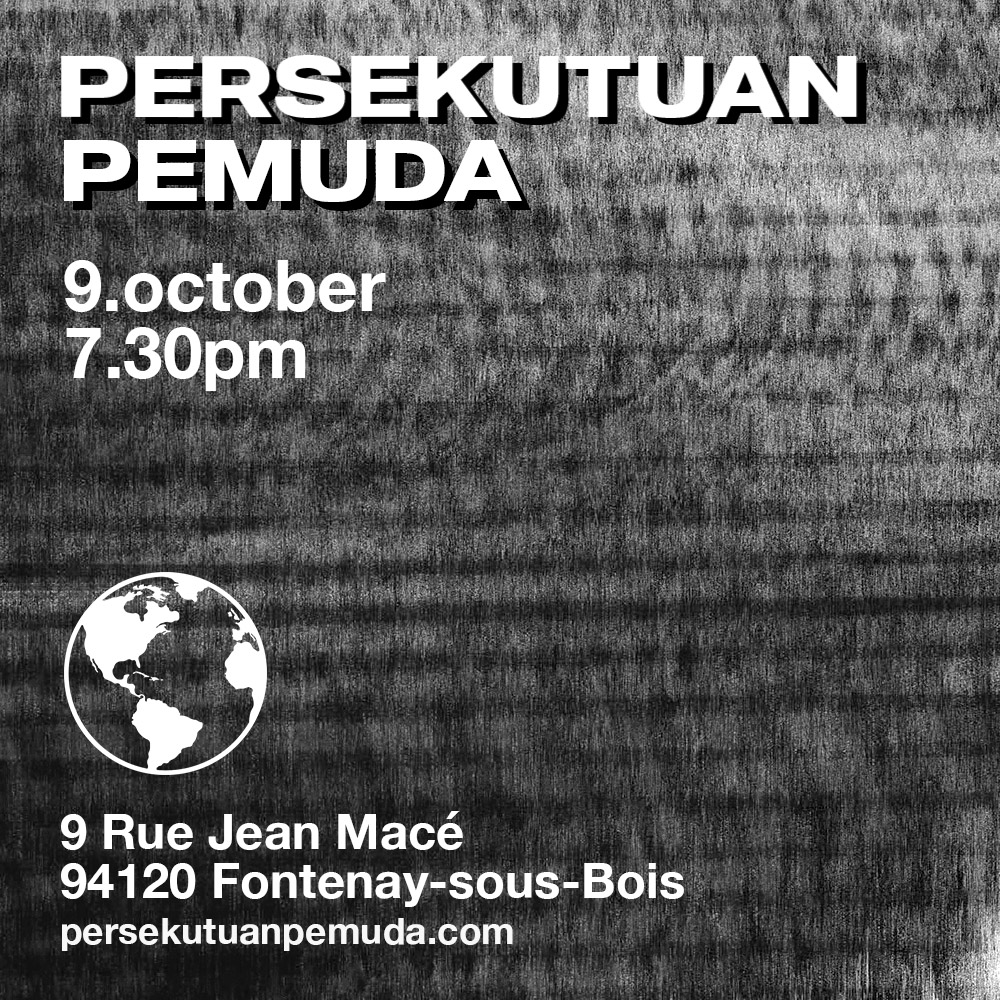 PERSEKUTUAN
PEMUDA
9.october
7.30pm
9 Rue Jean Macé
94120 Fontenay-sous-Bois
persekutuanpemuda.com